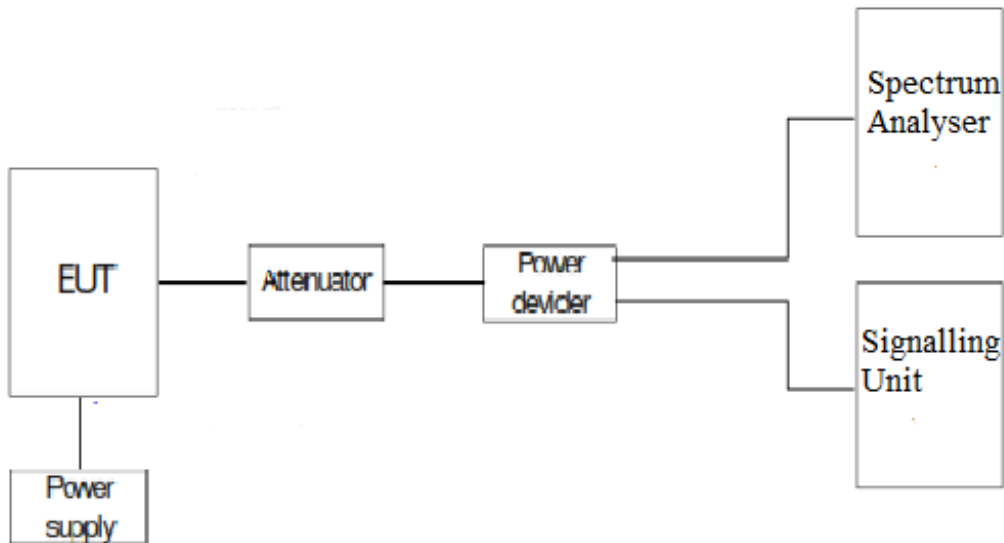 Spectrum
Analyser
EUT
Attenuator
Power
devider
Signalling
Unit
Power
supply